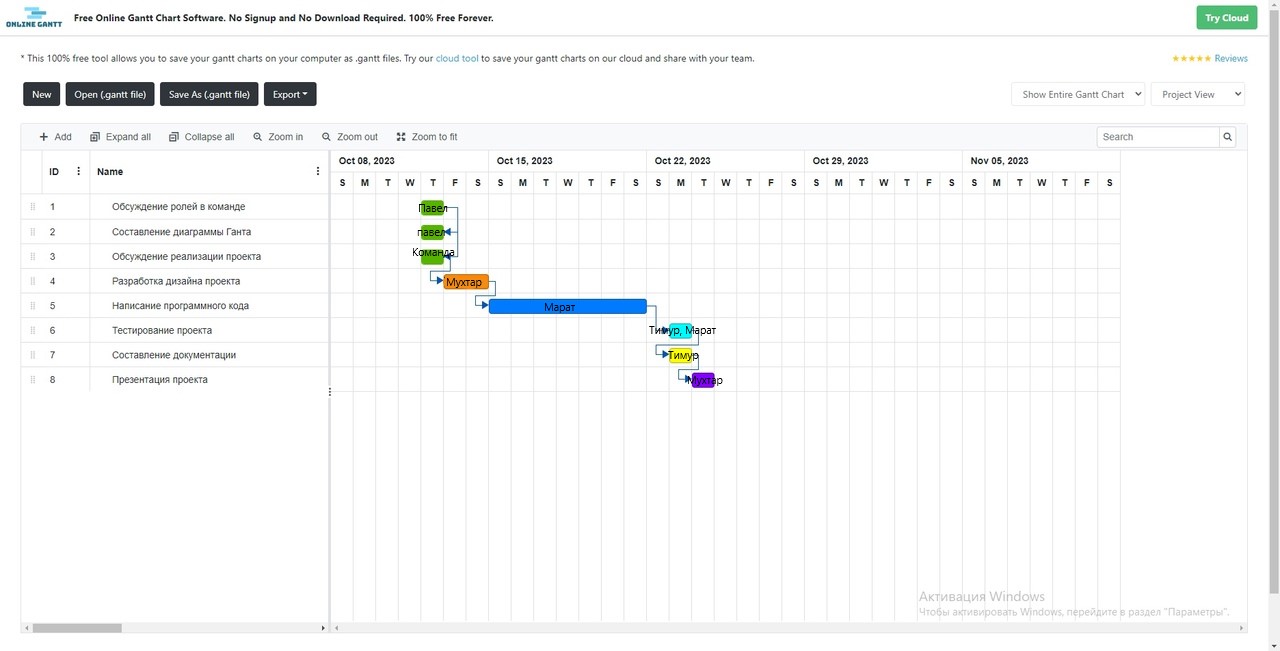 ONLINE GANTT
Free Online Gantt Chart Software. No Signup and No Download Required. 100% Free Forever.
Try Cloud
* This 100% free tool allows you to save your gantt charts on your computer as .gantt files. Try our cloud tool to save your gantt charts on our cloud and share with your team.
★★★★★ Reviews
New Open (.gantt file) Save As (.gantt file) Export
Show Entire Gantt Chart Project View
Add Expand all Collapse all Zoom in Zoom out Zoom to fit
Search
ID Name
Oct 08, 2023 Oct 15, 2023 Oct 22, 2023 Oct 29, 2023 Nov 05, 2023
S M T W T F S S M T W T F S S M T W T F S S M T W T F S S M T W T F S
1 Обсуждение ролей в команде Павел
2 Составление диаграммы Ганта павел
3 Обсуждение реализации проекта Команда
4 Разработка дизайна проекта Мухтар
5 Написание программного кода Марат
6 Тестирование проекта Тимур, Марат
7 Составление документации Тимур
8 Презентация проекта Мухтар
Активация Windows
Чтобы активировать Windows, перейдите в раздел "Параметры".